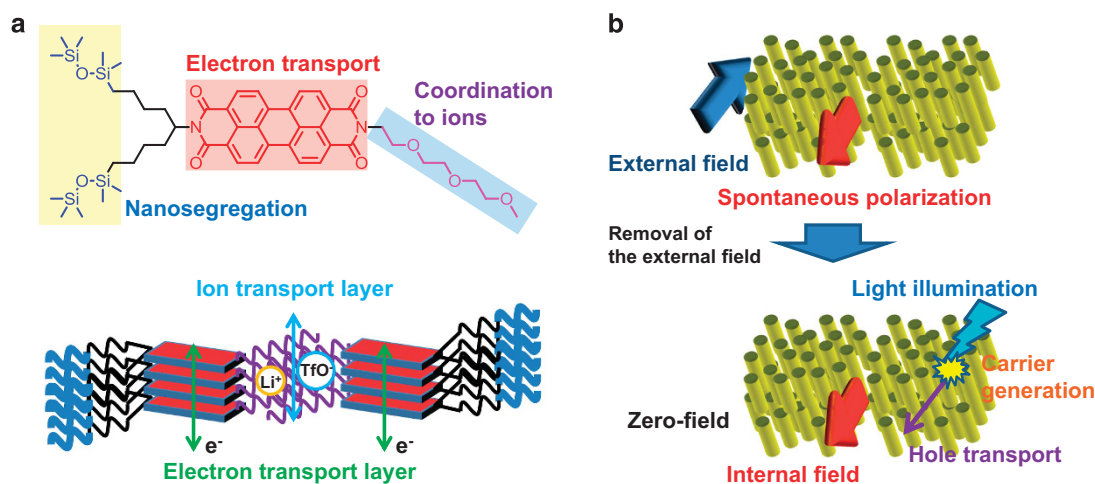 a
Si
O-Si
Electron transport
Coordination
to ions
O
O
N
N
O
O
O
O
O
O-Si
Si
Nanosegregation
Ion transport layer
Li+
TfO-
e-
e-
Electron transport layer
b
External field
Spontaneous polarization
Removal of
the external field
Light illumination
Carrier
generation
Zero-field
Internal field
Hole transport